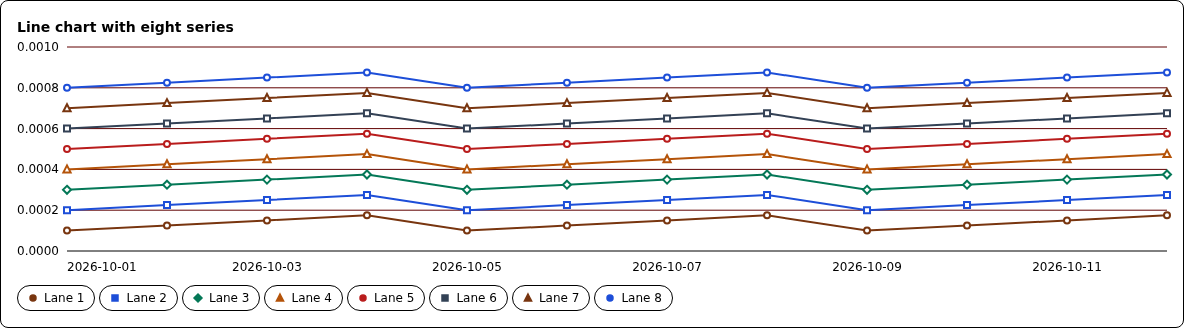 Line chart with eight series
0.0010
0.0008
0.0006
0.0004
0.0002
0.0000
2026-10-01 2026-10-03 2026-10-05 2026-10-07 2026-10-09 2026-10-11
Lane 1 Lane 2 Lane 3 Lane 4 Lane 5 Lane 6 Lane 7 Lane 8